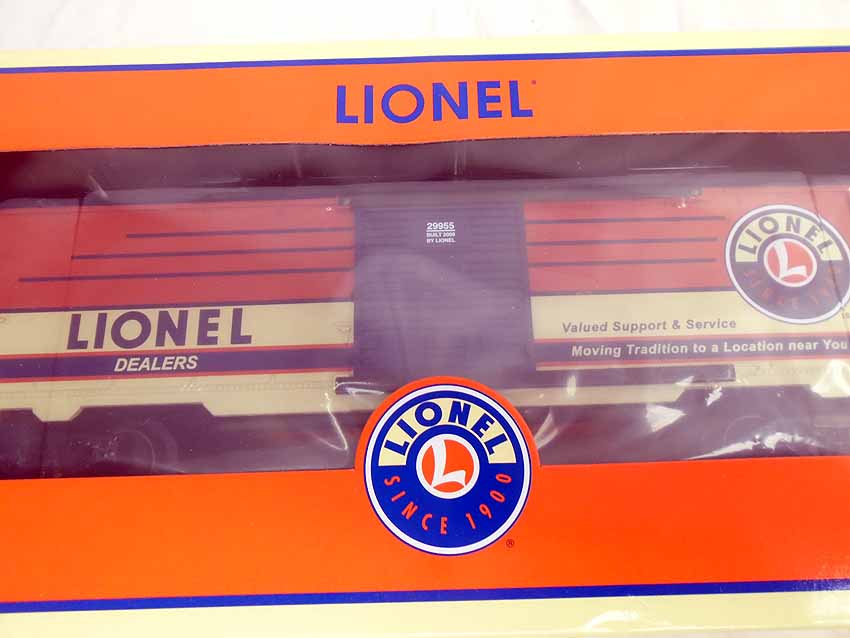 LIONEL
29955
BUILT 2008
BY LIONEL
LIONEL
DEALERS
LIONEL
L
SINCE
Valued Support & Service
Moving Tradition to a Location near You
LIONEL
L
SINCE 1900
®